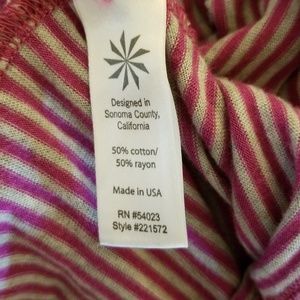 Designed in
Sonoma County,
California
50% cotton/
50% rayon
Made in USA
RN #54023
Style #221572